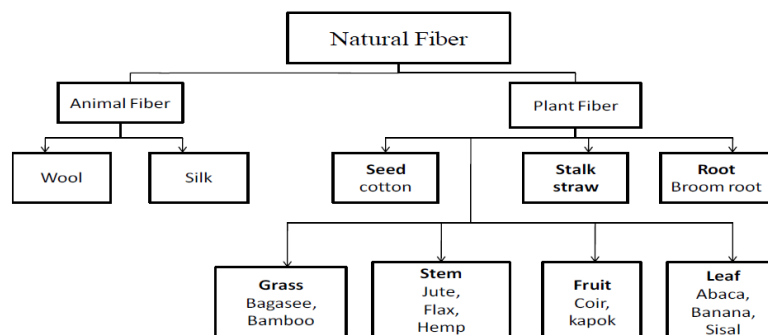 Natural Fiber
Animal Fiber
Plant Fiber
Wool
Silk
Seed
cotton
Stalk
straw
Root
Broom root
Grass
Bagasee,
Bamboo
Stem
Jute,
Flax,
Hemp
Fruit
Coir,
kapok
Leaf
Abaca,
Banana,
Sisal